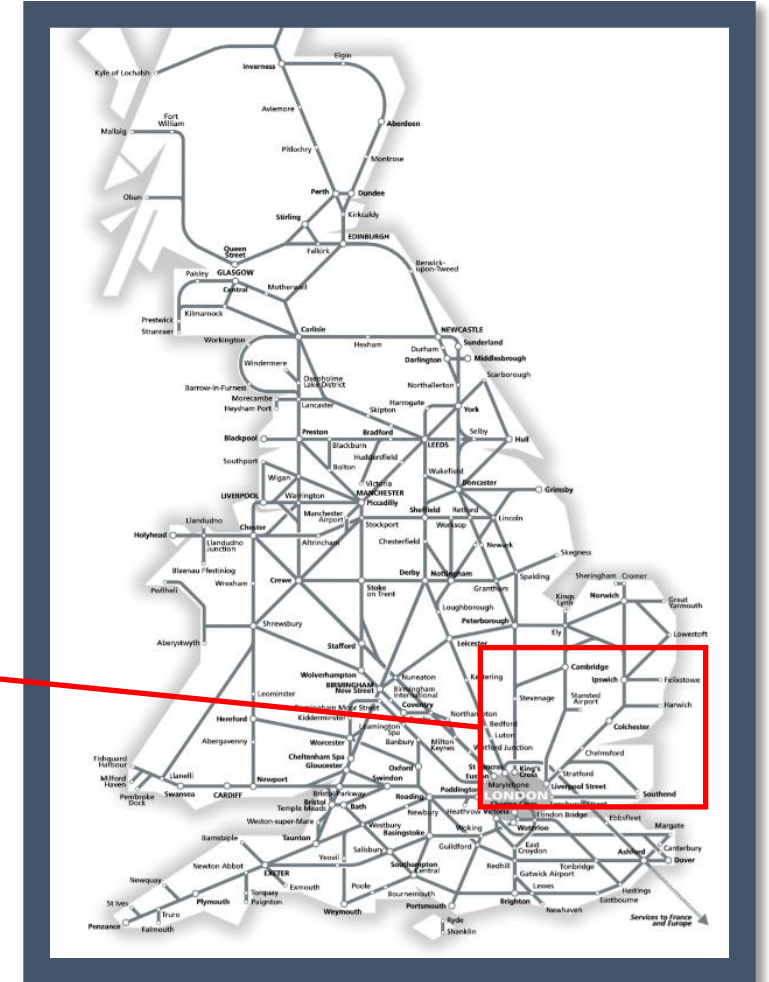 Elgin
Inverness
Kyle of Lochalsh
Aviemore
Fort
William
Mallaig
Aberdeen
Pitlochry
Montrose
Perth
Dundee
Oban
Stirling
Kirkcaldy
EDINBURGH
Queen
Street
Falkirk
Berwick-
upon-Tweed
Paisley
GLASGOW
Central
Motherwell
Prestwick
Kilmarnock
Stranraer
Carlisle
NEWCASTLE
Workington
Hexham
Sunderland
Durham
Darlington
Middlesbrough
Windermere
Scarborough
Oxenholme
Lake District
Northallerton
Barrow-in-Furness
Morecambe
Heysham Port
Lancaster
Harrogate
Skipton
York
Blackpool
Preston
Bradford
Selby
Blackburn
LEEDS
Hull
Huddersfield
Southport
Bolton
Wakefield
Wigan
Victoria
Doncaster
LIVERPOOL
Warrington
MANCHESTER
Piccadilly
Grimsby
Manchester
Airport
Sheffield
Retford
Llandudno
Chester
Stockport
Worksop
Lincoln
Holyhead
Llandudno
Junction
Altrincham
Chesterfield
Newark
Skegness
Blaenau Ffestiniog
Wrexham
Crewe
Derby
Nottingham
Spalding
Sheringham
Cromer
Pwllheli
Stoke
on Trent
Grantham
Kings
Lynn
Norwich
Great
Yarmouth
Loughborough
Peterborough
Aberystwyth
Shrewsbury
Ely
Lowestoft
Stafford
Leicester
Wolverhampton
Nuneaton
Kettering
Cambridge
BIRMINGHAM
New Street
Birmingham
International
Ipswich
Felixstowe
Leominster
Birmingham Moor Street
Coventry
Stevenage
Stansted
Airport
Harwich
Hereford
Kidderminster
Northampton
Bedford
Colchester
Leamington
Spa
Luton
Abergavenny
Worcester
Banbury
Milton
Keynes
Watford Junction
Chelmsford
Fishguard
Harbour
Cheltenham Spa
Gloucester
Oxford
St Pancras
Euston
King's
Cross
Stratford
Milford
Haven
Llanelli
Swindon
Marylebone
Liverpool Street
Pembroke
Dock
Swansea
CARDIFF
Newport
Bristol Parkway
Reading
Paddington
LONDON
Southend
Bristol
Temple Meads
Bath
Newbury
Heathrow
Victoria
London Bridge
Ebbsfleet
Weston-super-Mare
Westbury
Basingstoke
Woking
Waterloo
Margate
Barnstaple
Taunton
Salisbury
Guildford
East
Croydon
Canterbury
Ashford
Dover
Newton Abbot
Yeovil
Southampton
Central
Redhill
Tonbridge
Gatwick Airport
Newquay
EXETER
Exmouth
Poole
Lewes
Hastings
St Ives
Plymouth
Torquay
Paignton
Bournemouth
Eastbourne
Truro
Weymouth
Portsmouth
Brighton
Newhaven
Penzance
Falmouth
Ryde
Shanklin
Services to France
and Europe